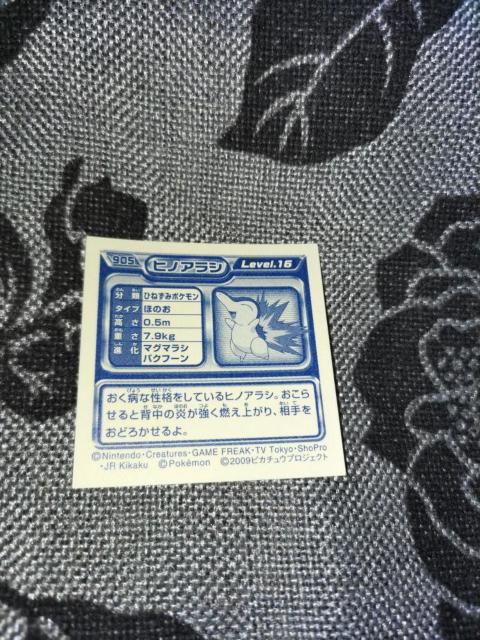 905 ヒノアラシ Level.16
分類 ひねずみポケモン
タイプ ほのお
高さ 0.5m
重さ 7.9kg
進化 マグマラシ
バクフーン
おく病な性格をしているヒノアラシ。おこら
せると背中の炎が強く燃え上がり、相手を
おどろかせるよ。
©Nintendo・Creatures・GAME FREAK・TV Tokyo・ShoPro
・JR Kikaku ©Pokémon ©2009ピカチュウプロジェクト